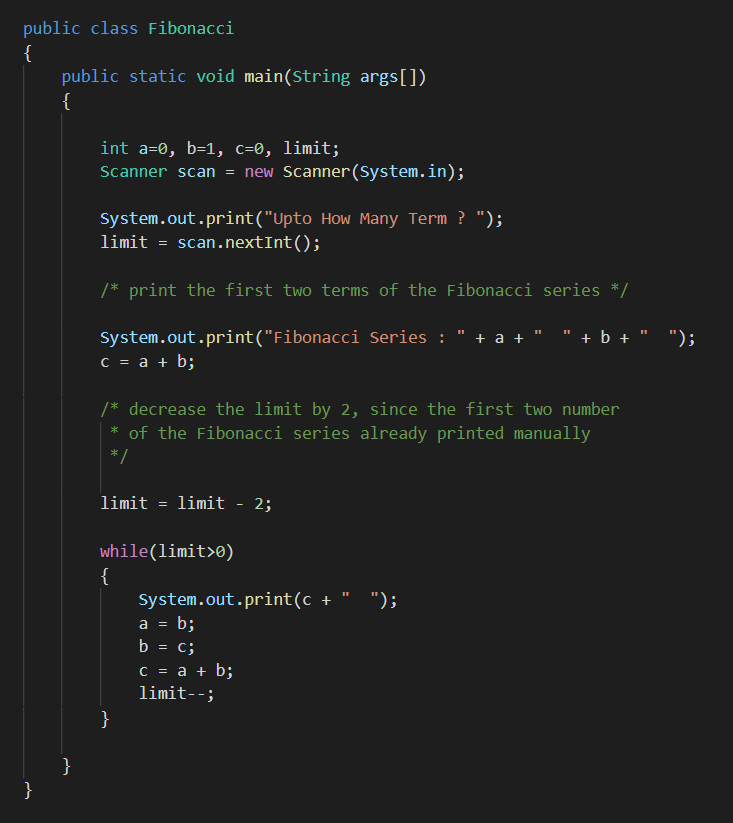 public class Fibonacci
{
    public static void main(String args[])
    {
        int a=0, b=1, c=0, limit;
        Scanner scan = new Scanner(System.in);
        System.out.print("Upto How Many Term ? ");
        limit = scan.nextInt();
        /* print the first two terms of the Fibonacci series */
        System.out.print("Fibonacci Series : " + a + "  " + b + "  ");
        c = a + b;
        /* decrease the limit by 2, since the first two number
         * of the Fibonacci series already printed manually
         */
        limit = limit - 2;
        while(limit>0)
        {
            System.out.print(c + "  ");
            a = b;
            b = c;
            c = a + b;
            limit--;
        }
    }
}